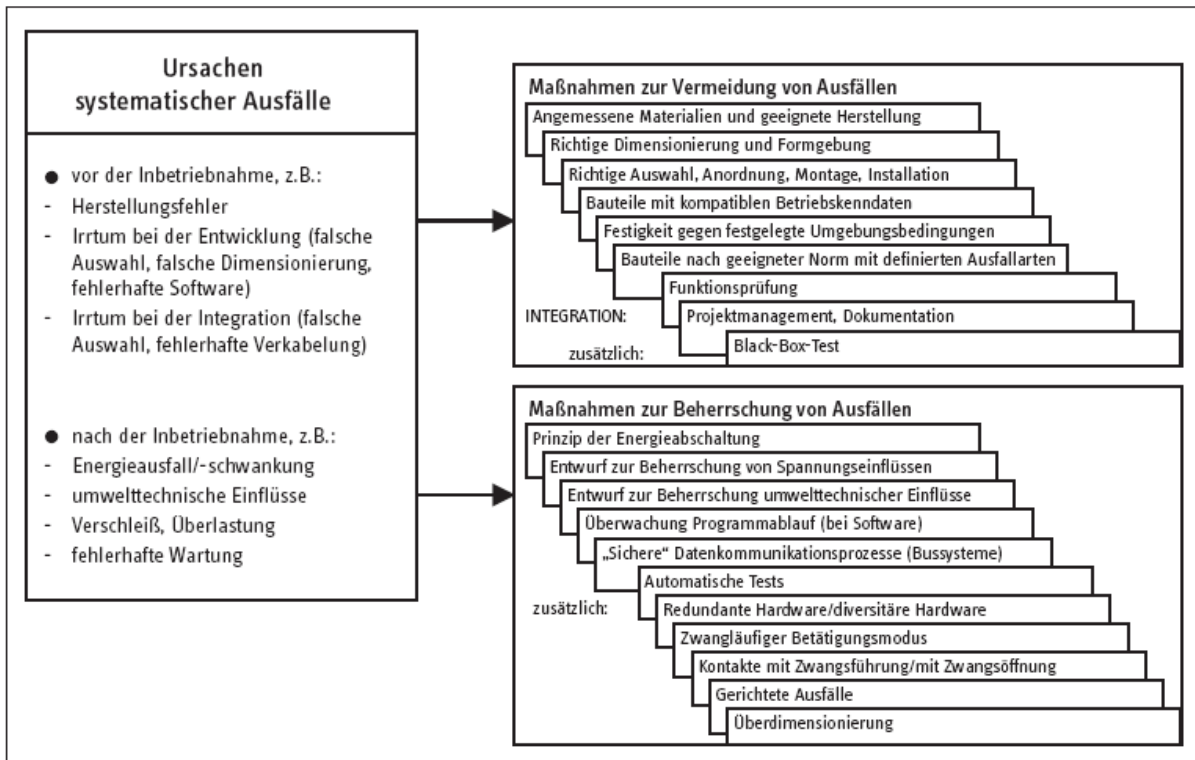 Ursachen
systematischer Ausfälle
● vor der Inbetriebnahme, z.B.:
- Herstellungsfehler
- Irrtum bei der Entwicklung (falsche
Auswahl, falsche Dimensionierung,
fehlerhafte Software)
- Irrtum bei der Integration (falsche
Auswahl, fehlerhafte Verkabelung)
● nach der Inbetriebnahme, z.B.:
- Energieausfall/-schwankung
- umwelttechnische Einflüsse
- Verschleiß, Überlastung
- fehlerhafte Wartung
Maßnahmen zur Vermeidung von Ausfällen
Angemessene Materialien und geeignete Herstellung
Richtige Dimensionierung und Formgebung
Richtige Auswahl, Anordnung, Montage, Installation
Bauteile mit kompatiblen Betriebskenndaten
Festigkeit gegen festgelegte Umgebungsbedingungen
Bauteile nach geeigneter Norm mit definierten Ausfallarten
Funktionsprüfung
INTEGRATION: Projektmanagement, Dokumentation
zusätzlich: Black-Box-Test
Maßnahmen zur Beherrschung von Ausfällen
Prinzip der Energieabschaltung
Entwurf zur Beherrschung von Spannungseinflüssen
Entwurf zur Beherrschung umwelttechnischer Einflüsse
Überwachung Programmablauf (bei Software)
„Sichere“ Datenkommunikationsprozesse (Bussysteme)
Automatische Tests
zusätzlich: Redundante Hardware/diversitäre Hardware
Zwangläufiger Betätigungsmodus
Kontakte mit Zwangsführung/mit Zwangsöffnung
Gerichtete Ausfälle
Überdimensionierung